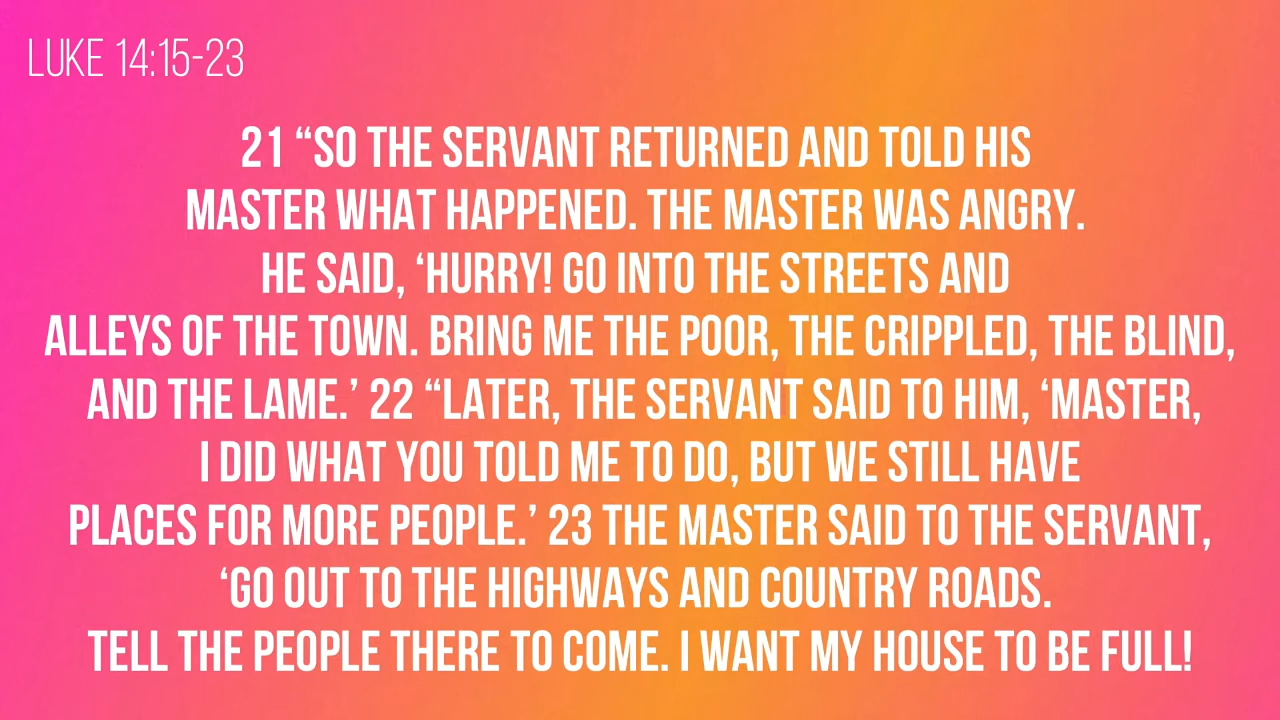 LUKE 14:15-23
21 “SO THE SERVANT RETURNED AND TOLD HIS
MASTER WHAT HAPPENED. THE MASTER WAS ANGRY.
HE SAID, ‘HURRY! GO INTO THE STREETS AND
ALLEYS OF THE TOWN. BRING ME THE POOR, THE CRIPPLED, THE BLIND,
AND THE LAME.’ 22 “LATER, THE SERVANT SAID TO HIM, ‘MASTER,
I DID WHAT YOU TOLD ME TO DO, BUT WE STILL HAVE
PLACES FOR MORE PEOPLE.’ 23 THE MASTER SAID TO THE SERVANT,
‘GO OUT TO THE HIGHWAYS AND COUNTRY ROADS.
TELL THE PEOPLE THERE TO COME. I WANT MY HOUSE TO BE FULL!